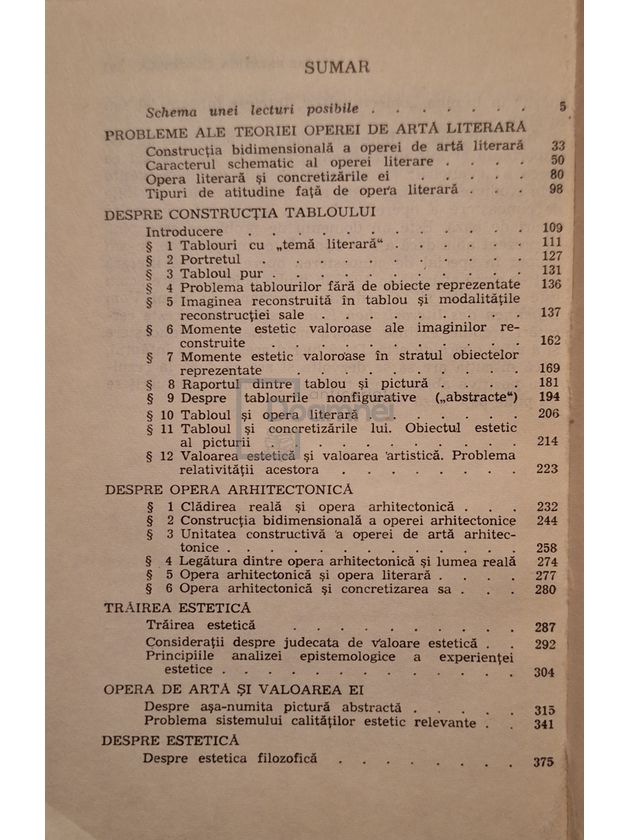 SUMAR
Schema unei lecturi posibile . . . . . . . 5
PROBLEME ALE TEORIEI OPEREI DE ARTĂ LITERARĂ
Construcția bidimensională a operei de artă literară 33
Caracterul schematic al operei literare . . . . 50
Opera literară și concretizările ei . . . . . 80
Tipuri de atitudine față de opera literară . . . 98
DESPRE CONSTRUCȚIA TABLOULUI
Introducere . . . . . . . . . . . 109
§ 1 Tablouri cu „temă literară“ . . . . . . 111
§ 2 Portretul . . . . . . . . . . 127
§ 3 Tabloul pur . . . . . . . . . . 131
§ 4 Problema tablourilor fără de obiecte reprezentate 136
§ 5 Imaginea reconstruită în tablou și modalitățile
reconstrucției sale . . . . . . . . 137
§ 6 Momente estetic valoroase ale imaginilor re-
construite . . . . . . . . . . 162
§ 7 Momente estetic valoroase în stratul obiectelor
reprezentate . . . . . . . . . 169
§ 8 Raportul dintre tablou și pictură . . . . 181
§ 9 Despre tablourile nonfigurative („abstracte“) 194
§ 10 Tabloul și opera literară . . . . . . 206
§ 11 Tabloul și concretizările lui. Obiectul estetic
al picturii . . . . . . . . . . 214
§ 12 Valoarea estetică și valoarea artistică. Problema
relativității acestora . . . . . . . 223
DESPRE OPERA ARHITECTONICĂ
§ 1 Clădirea reală și opera arhitectonică . . . 232
§ 2 Construcția bidimensională a operei arhitectonice 244
§ 3 Unitatea constructivă a operei de artă arhitec-
tonice . . . . . . . . . . . 258
§ 4 Legătura dintre opera arhitectonică și lumea reală 274
§ 5 Opera arhitectonică și opera literară . . . . 277
§ 6 Opera arhitectonică și concretizarea sa . . . 280
TRĂIREA ESTETICĂ
Trăirea estetică . . . . . . . . . . 287
Considerații despre judecata de valoare estetică . . 292
Principiile analizei epistemologice a experienței
estetice . . . . . . . . . . . 304
OPERA DE ARTĂ ȘI VALOAREA EI
Despre așa-numita pictură abstractă . . . . . 315
Problema sistemului calităților estetic relevante . . 341
DESPRE ESTETICĂ
Despre estetica filozofică . . . . . . . . 375